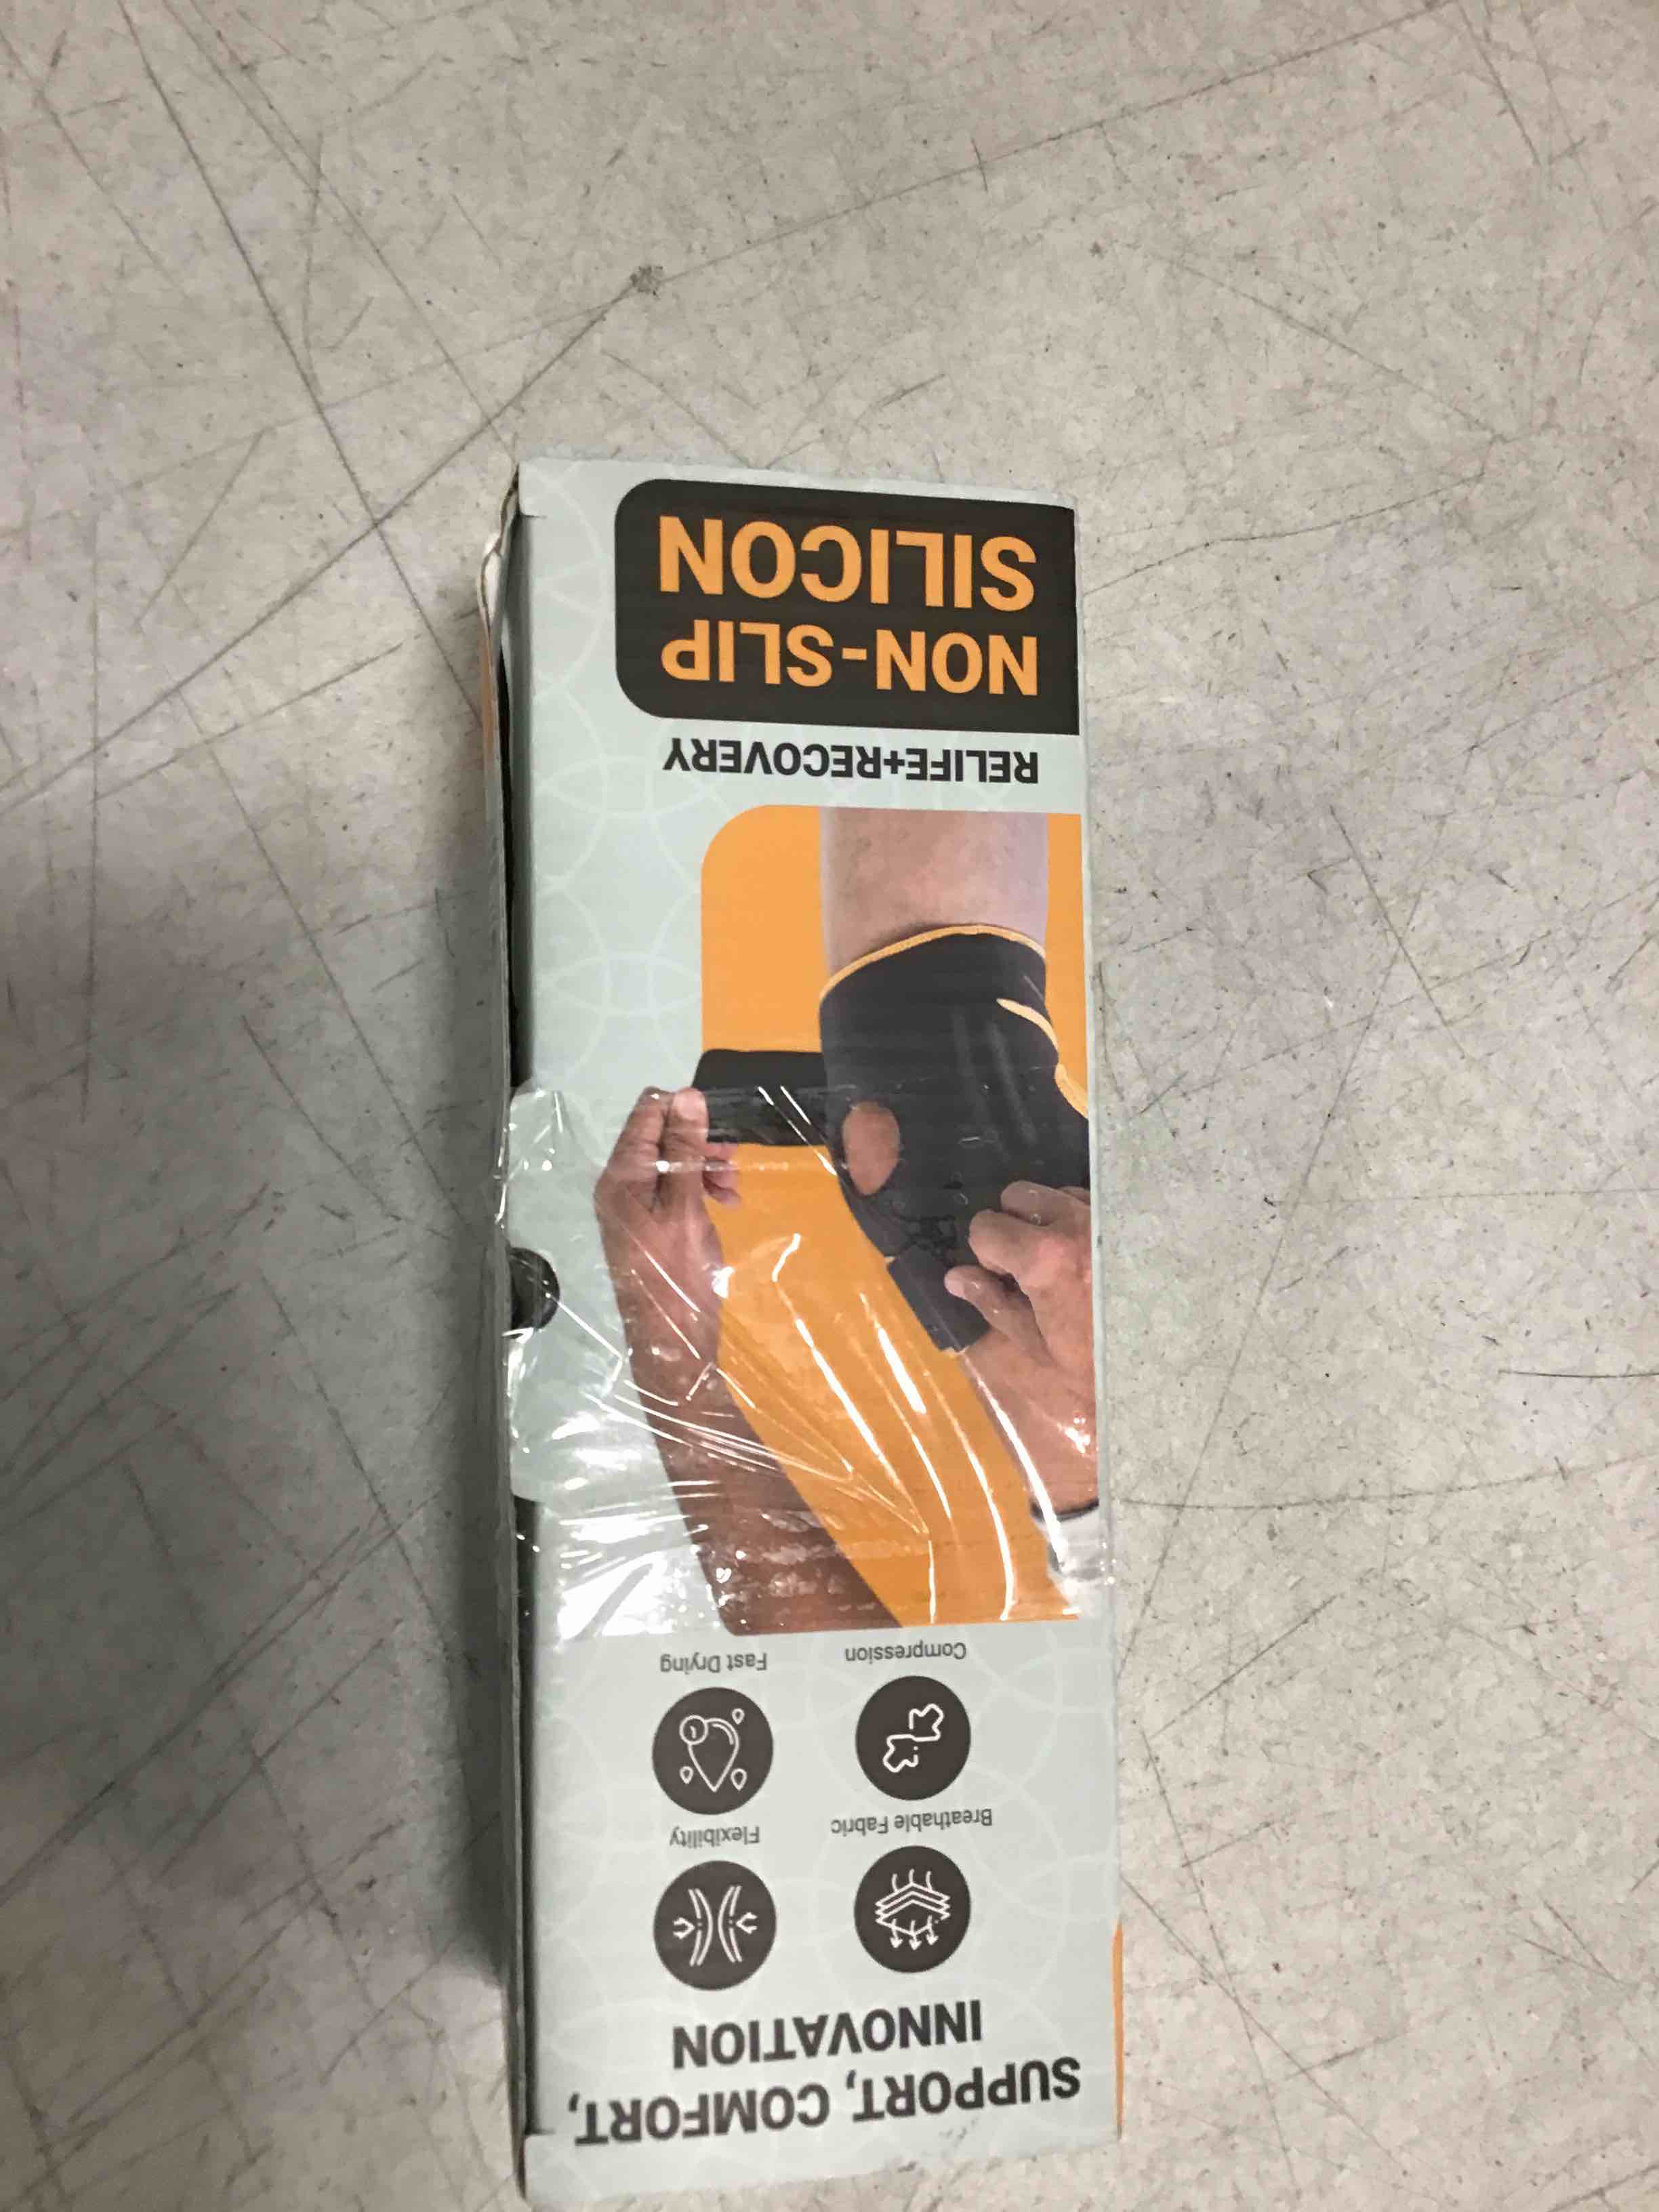 SUPPORT, COMFORT,
INNOVATION
Breathable Fabric
Flexibility
Compression
Fast Drying
RELIFE+RECOVERY
NON-SLIP
SILICON